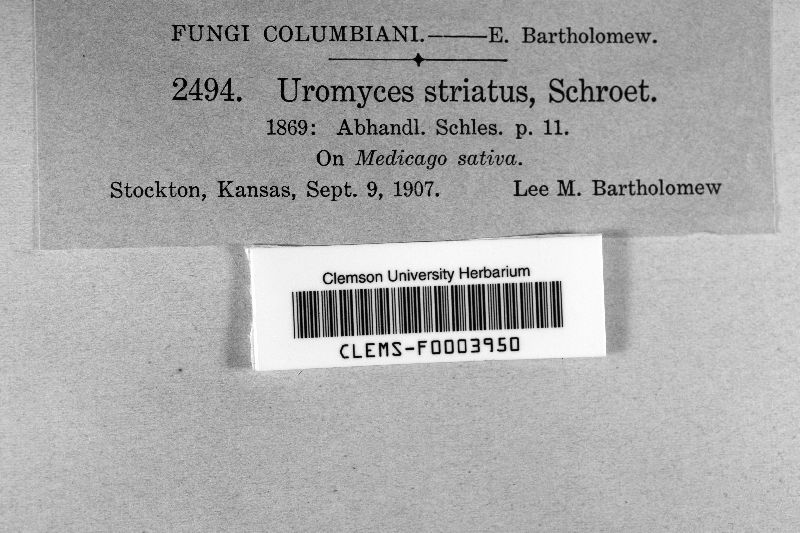 FUNGI COLUMBIANI.——E. Bartholomew.
2494. Uromyces striatus, Schroet.
1869: Abhandl. Schles. p. 11.
On Medicago sativa.
Stockton, Kansas, Sept. 9, 1907. Lee M. Bartholomew
Clemson University Herbarium
CLEMS-F0003950